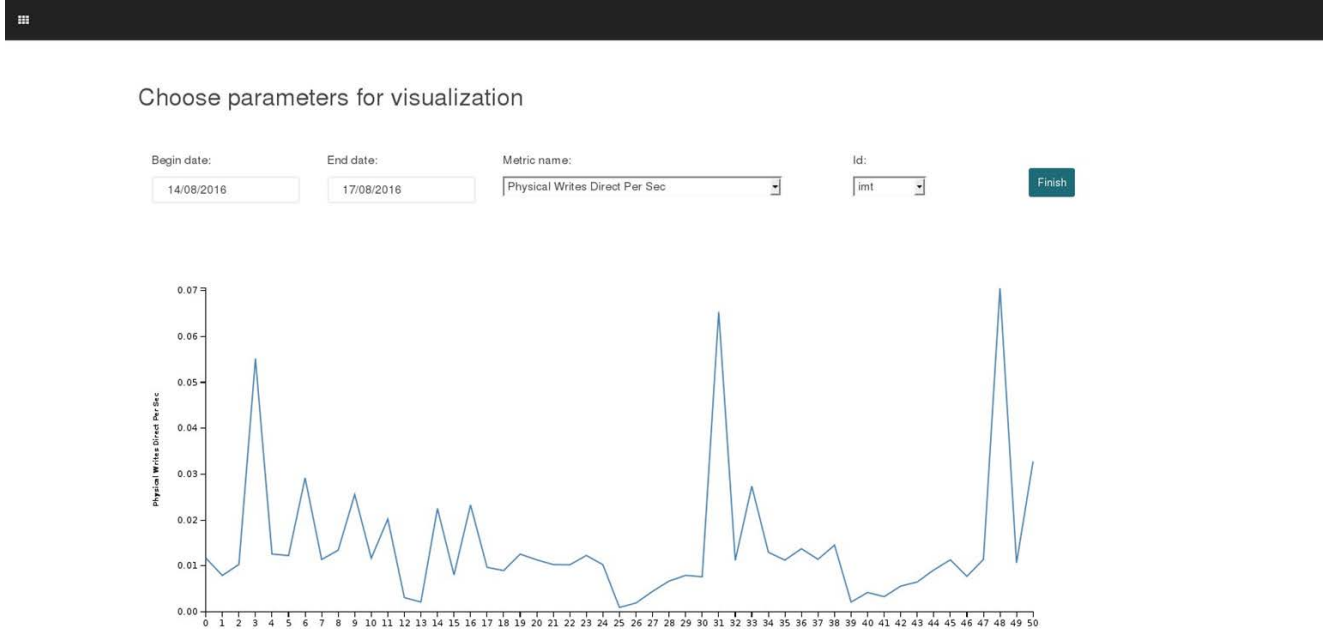 Choose parameters for visualization
Begin date: End date: Metric name: Id:
14/08/2016 17/08/2016 Physical Writes Direct Per Sec imt Finish
0.07
0.06
0.05
0.04
0.03
0.02
0.01
0.00
Physical Writes Direct Per Sec
0 1 2 3 4 5 6 7 8 9 10 11 12 13 14 15 16 17 18 19 20 21 22 23 24 25 26 27 28 29 30 31 32 33 34 35 36 37 38 39 40 41 42 43 44 45 46 47 48 49 50